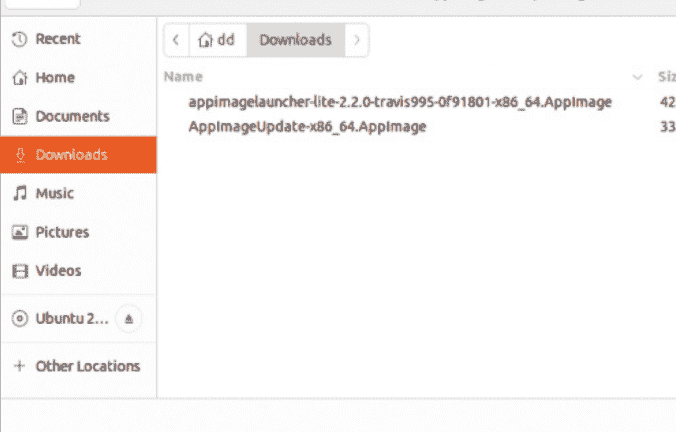 Recent
Home
Documents
Downloads
Music
Pictures
Videos
Ubuntu 2...
Other Locations
dd Downloads
Name Siz
appimagelauncher-lite-2.2.0-travis995-0f91801-x86_64.AppImage 42
AppImageUpdate-x86_64.AppImage 33